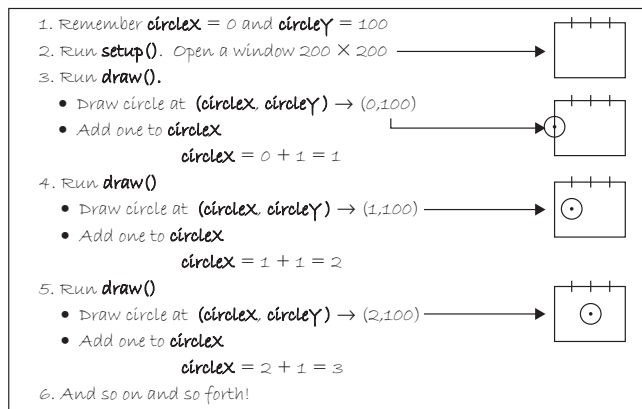 1. Remember circleX = 0 and circleY = 100
2. Run setup(). Open a window 200 × 200
3. Run draw().
• Draw circle at (circleX, circleY) → (0,100)
• Add one to circleX
circleX = 0 + 1 = 1
4. Run draw()
• Draw circle at (circleX, circleY) → (1,100)
• Add one to circleX
circleX = 1 + 1 = 2
5. Run draw()
• Draw circle at (circleX, circleY) → (2,100)
• Add one to circleX
circleX = 2 + 1 = 3
6. And so on and so forth!